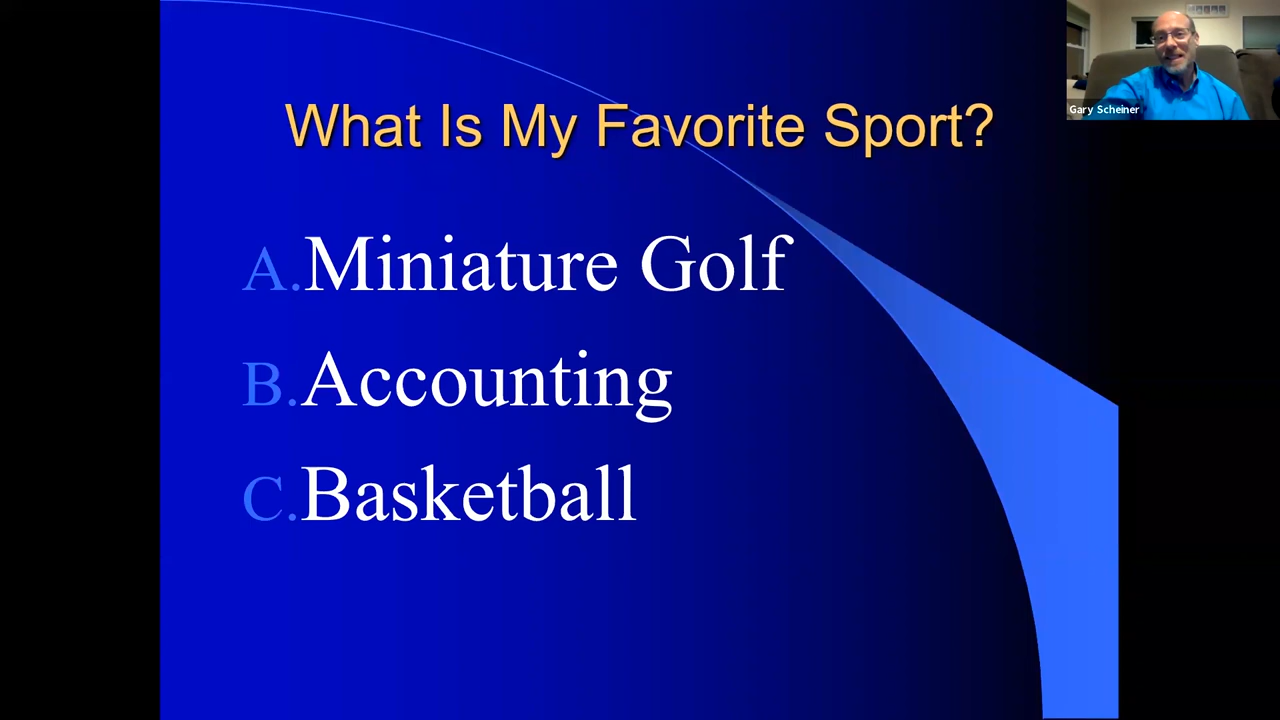 What Is My Favorite Sport?
Gary Scheiner
A.Miniature Golf
B.Accounting
C.Basketball